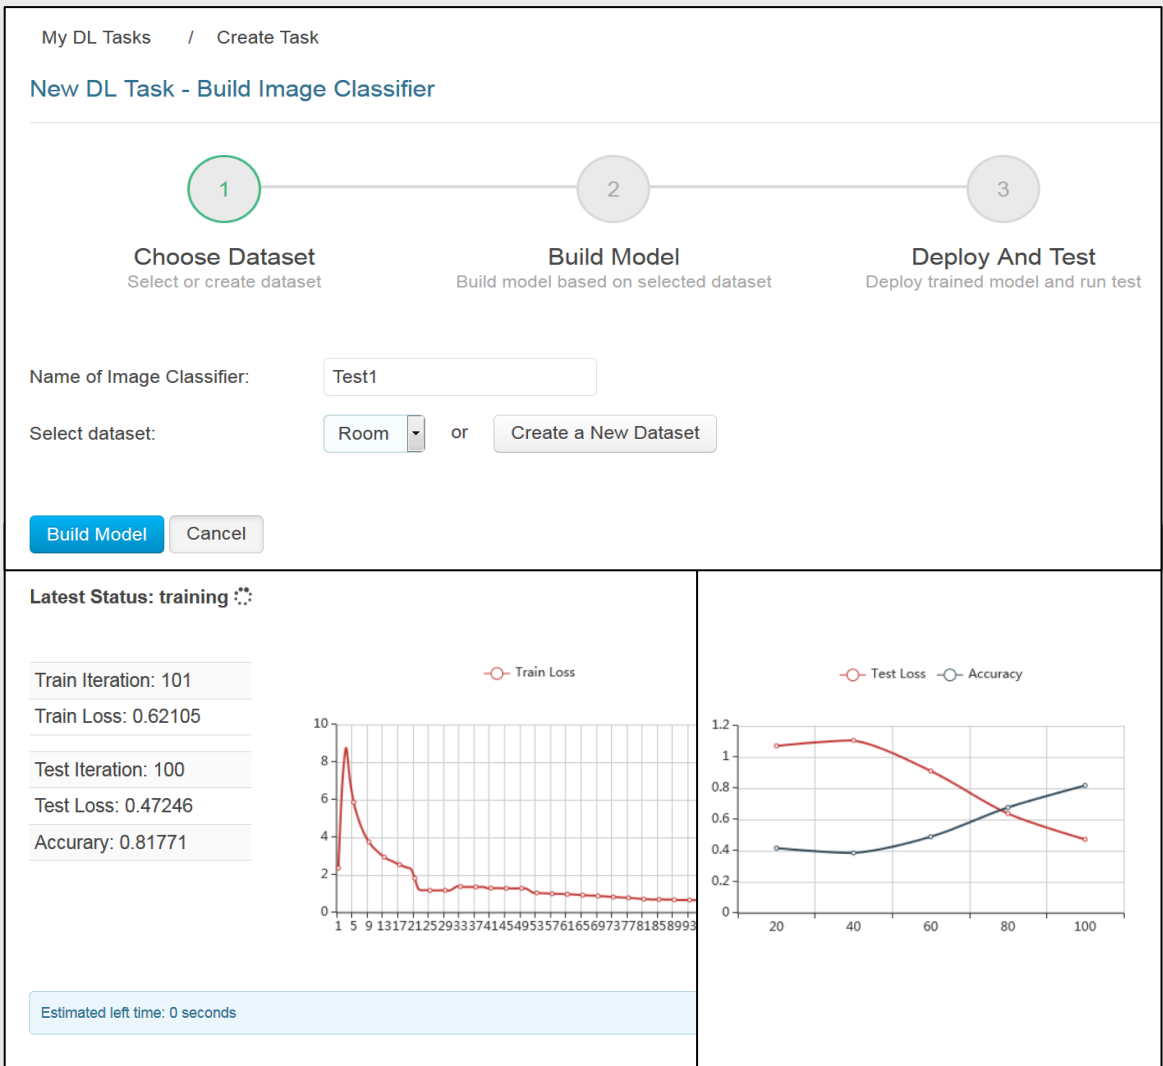 My DL Tasks / Create Task
New DL Task - Build Image Classifier
1 2 3
Choose Dataset Build Model Deploy And Test
Select or create dataset Build model based on selected dataset Deploy trained model and run test
Name of Image Classifier: Test1
Select dataset: Room or Create a New Dataset
Build Model Cancel
Latest Status: training
Train Iteration: 101
Train Loss: 0.62105
Test Iteration: 100
Test Loss: 0.47246
Accurary: 0.81771
Train Loss
10
8
6
4
2
0
1 5 9 13172125293337414549535761656973778185899 3
Test Loss Accuracy
1.2
1
0.8
0.6
0.4
0.2
0
20 40 60 80 100
Estimated left time: 0 seconds